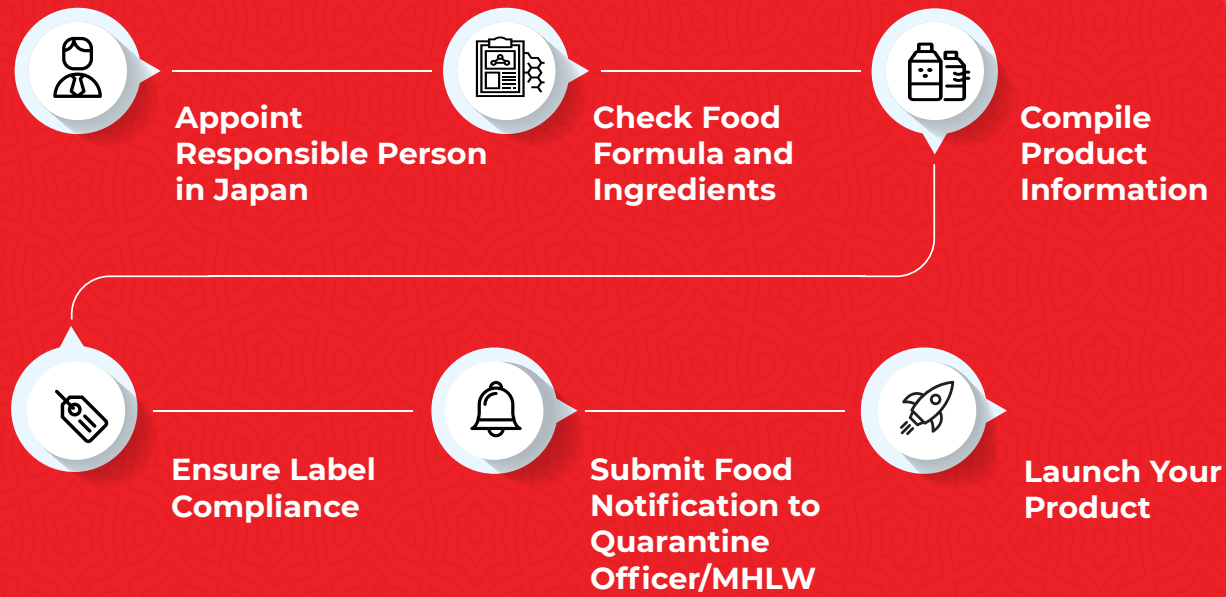 Appoint
Responsible Person
in Japan
Check Food
Formula and
Ingredients
Compile
Product
Information
Ensure Label
Compliance
Submit Food
Notification to
Quarantine
Officer/MHLW
Launch Your
Product